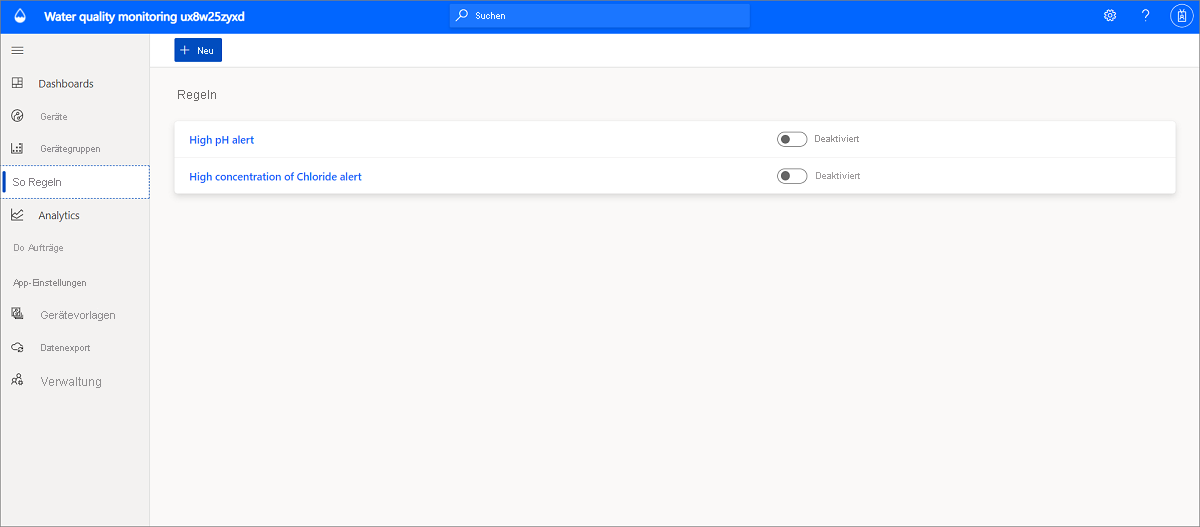 Water quality monitoring ux8w25zyxd
Suchen
?
+ Neu
Dashboards
Geräte
Gerätegruppen
So Regeln
Analytics
Do Aufträge
App-Einstellungen
Gerätevorlagen
Datenexport
Verwaltung
Regeln
High pH alert
Deaktiviert
High concentration of Chloride alert
Deaktiviert